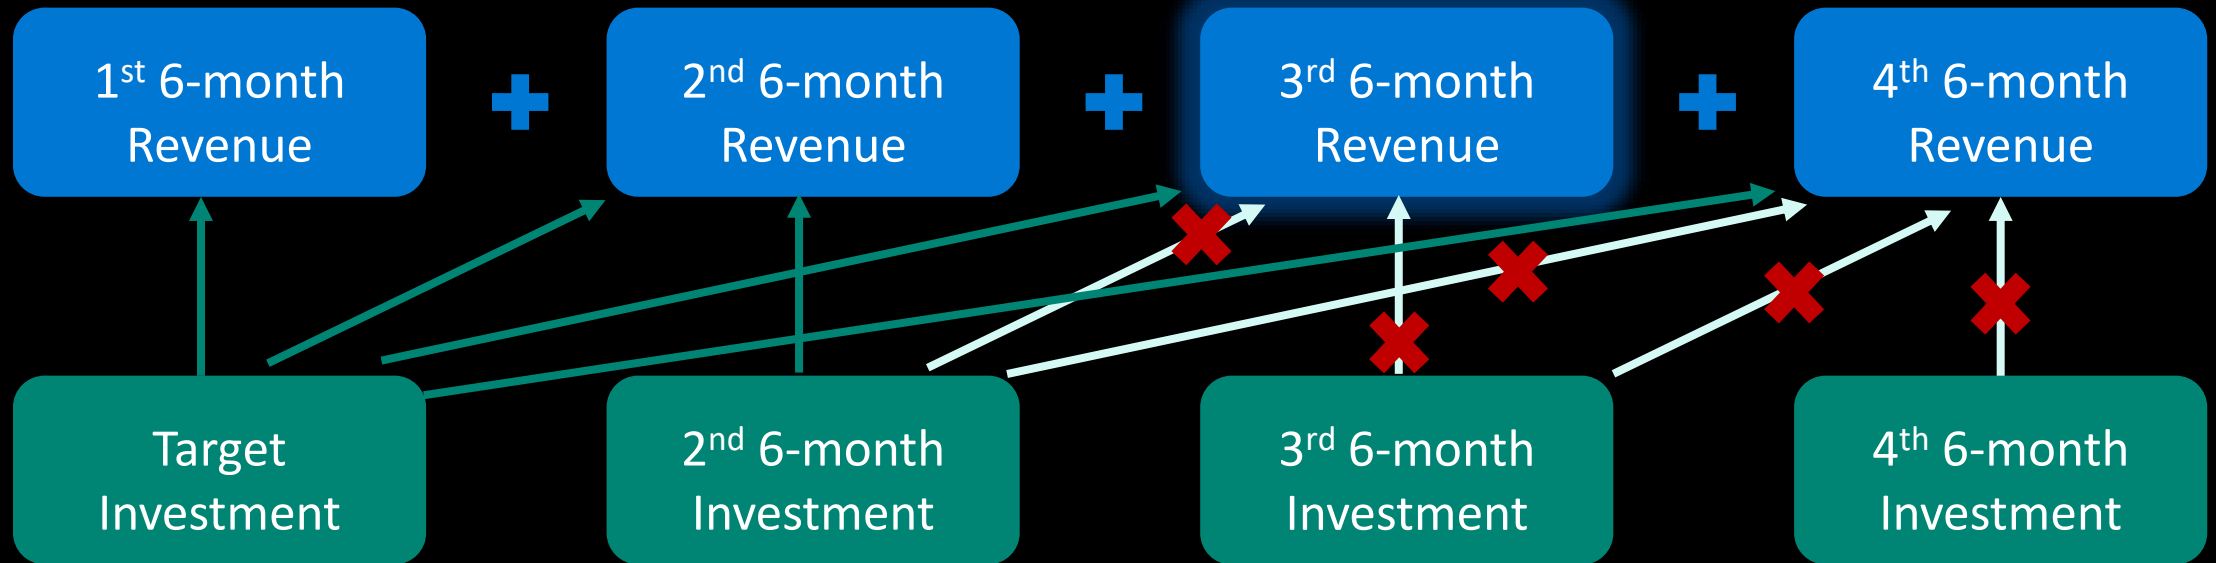 1st 6-month
Revenue
2nd 6-month
Revenue
3rd 6-month
Revenue
4th 6-month
Revenue
Target
Investment
2nd 6-month
Investment
3rd 6-month
Investment
4th 6-month
Investment